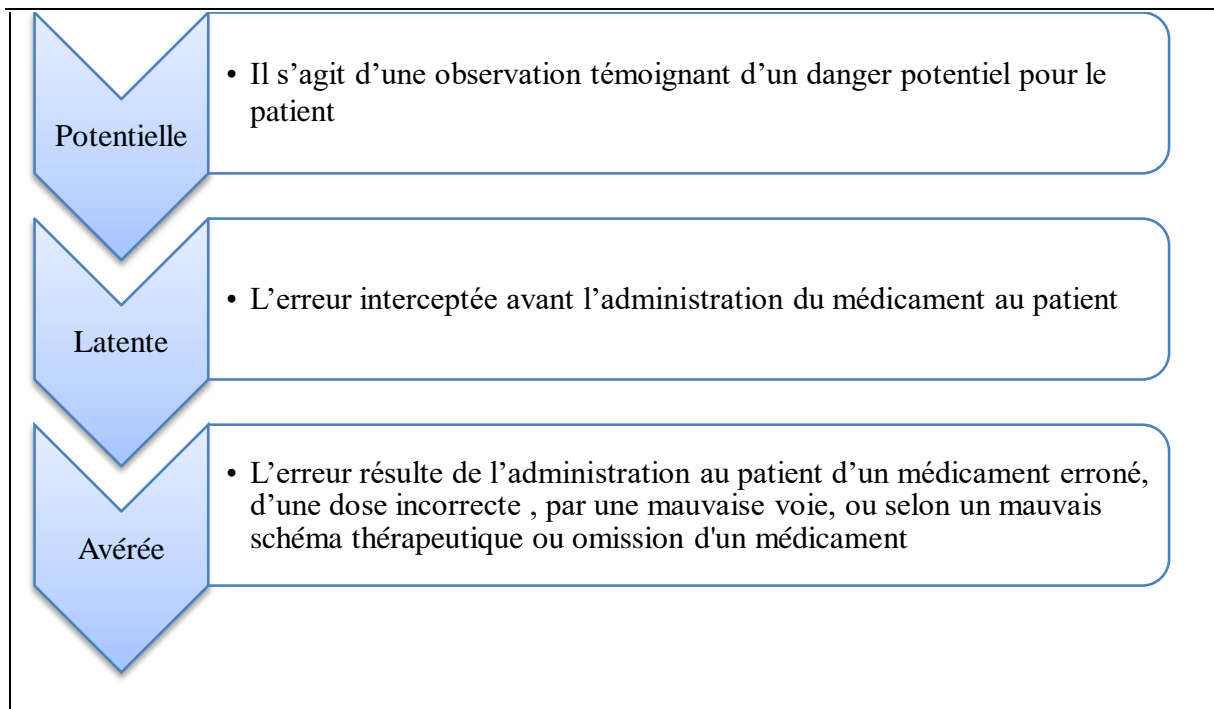 Potentielle
• Il s’agit d’une observation témoignant d’un danger potentiel pour le
patient
Latente
• L’erreur interceptée avant l’administration du médicament au patient
Avérée
• L’erreur résulte de l’administration au patient d’un médicament erroné,
d’une dose incorrecte , par une mauvaise voie, ou selon un mauvais
schéma thérapeutique ou omission d'un médicament